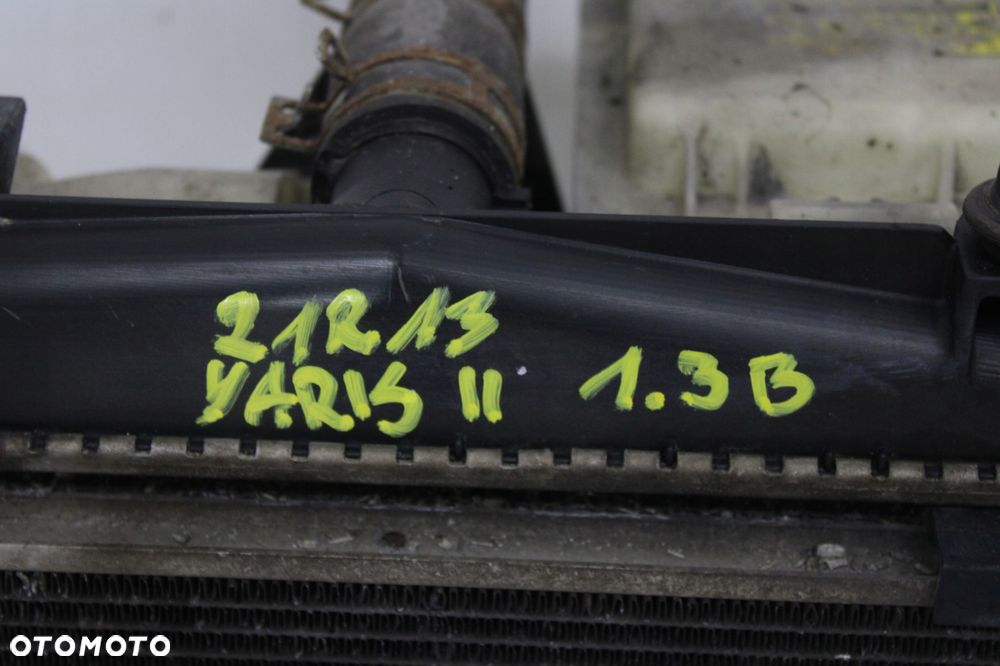 21R13
YARIS II 1.3B
OTOMOTO